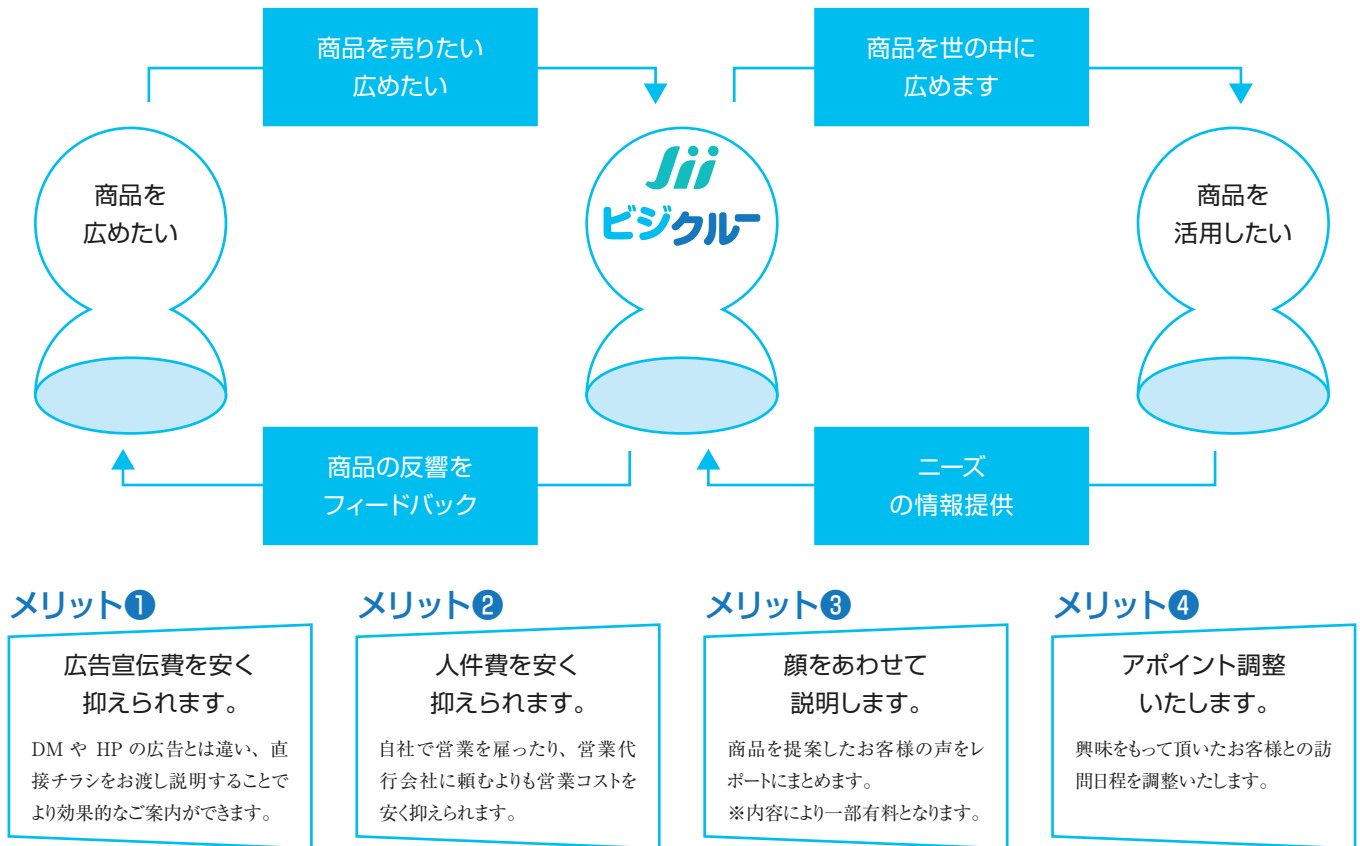 商品を売りたい
広めたい
商品を世の中に
広めます
商品を
広めたい
Jii
ビジクルー
商品を
活用したい
商品の反響を
フィードバック
ニーズ
の情報提供
メリット❶
広告宣伝費を安く
抑えられます。
DM や HP の広告とは違い、直
接チラシをお渡し説明することで
より効果的なご案内ができます。
メリット❷
人件費を安く
抑えられます。
自社で営業を雇ったり、営業代
行会社に頼むよりも営業コストを
安く抑えられます。
メリット❸
顔をあわせて
説明します。
商品を提案したお客様の声をレ
ポートにまとめます。
※内容により一部有料となります。
メリット❹
アポイント調整
いたします。
興味をもって頂いたお客様との訪
問日程を調整いたします。